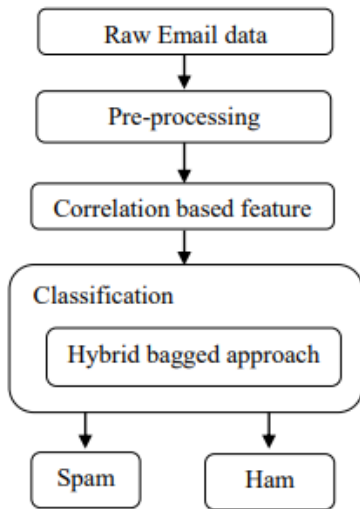 Raw Email data
Pre-processing
Correlation based feature
Classification
Hybrid bagged approach
Spam
Ham